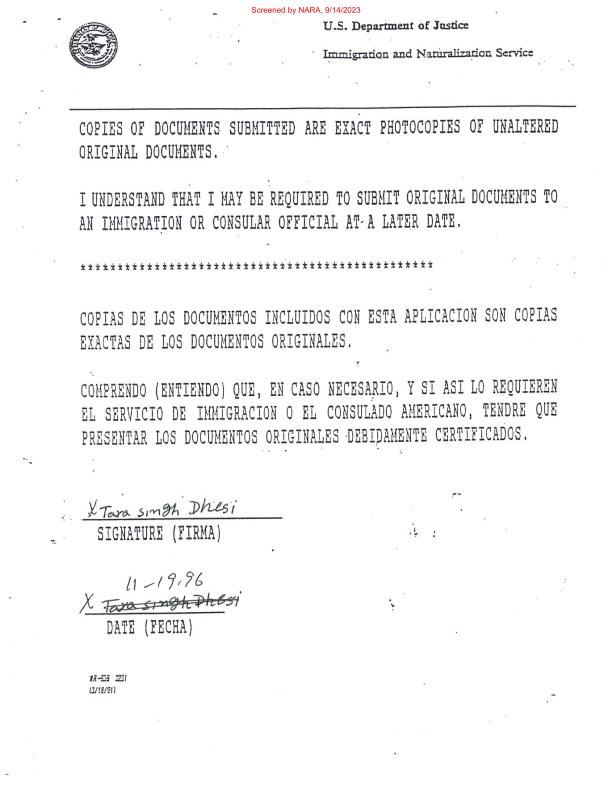 Screened by NARA, 9/14/2023
U.S. Department of Justice
Immigration and Naturalization Service
COPIES OF DOCUMENTS SUBMITTED ARE EXACT PHOTOCOPIES OF UNALTERED
ORIGINAL DOCUMENTS.
I UNDERSTAND THAT I MAY BE REQUIRED TO SUBMIT ORIGINAL DOCUMENTS TO
AN IMMIGRATION OR CONSULAR OFFICIAL AT A LATER DATE.
************************************************
COPIAS DE LOS DOCUMENTOS INCLUIDOS CON ESTA APLICACION SON COPIAS
EXACTAS DE LOS DOCUMENTOS ORIGINALES.
COMPRENDO (ENTIENDO) QUE, EN CASO NECESARIO, Y SI ASI LO REQUIEREN
EL SERVICIO DE IMMIGRACION O EL CONSULADO AMERICANO, TENDRE QUE
PRESENTAR LOS DOCUMENTOS ORIGINALES DEBIDAMENTE CERTIFICADOS.
X Tara singh Dhesi
SIGNATURE (FIRMA)
11-19.96
X Tara singh Dhesi
DATE (FECHA)
(3/18/91)